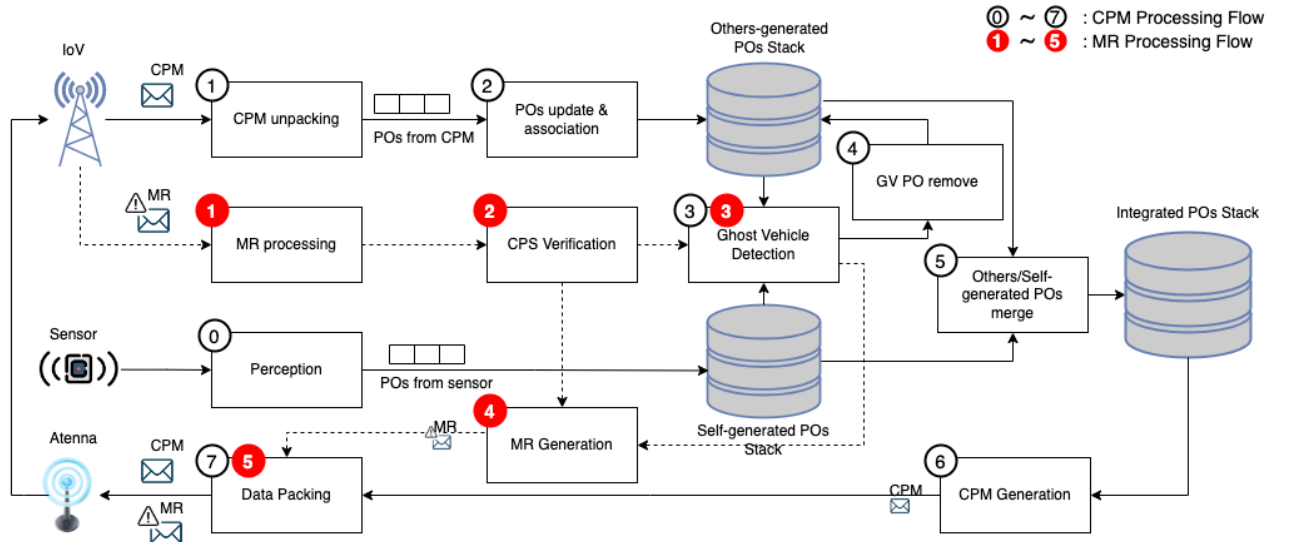 0 ~ 7 : CPM Processing Flow
1 ~ 5 : MR Processing Flow
IoV
CPM
1
CPM unpacking
POs from CPM
2
POs update &
association
Others-generated
POs Stack
4
GV PO remove
MR
1
MR processing
2
CPS Verification
3
3
Ghost Vehicle
Detection
Integrated POs Stack
5
Others/Self-
generated POs
merge
Sensor
0
Perception
POs from sensor
Self-generated POs
Stack
4
MR Generation
MR
Atenna
CPM
MR
7
5
Data Packing
CPM
6
CPM Generation